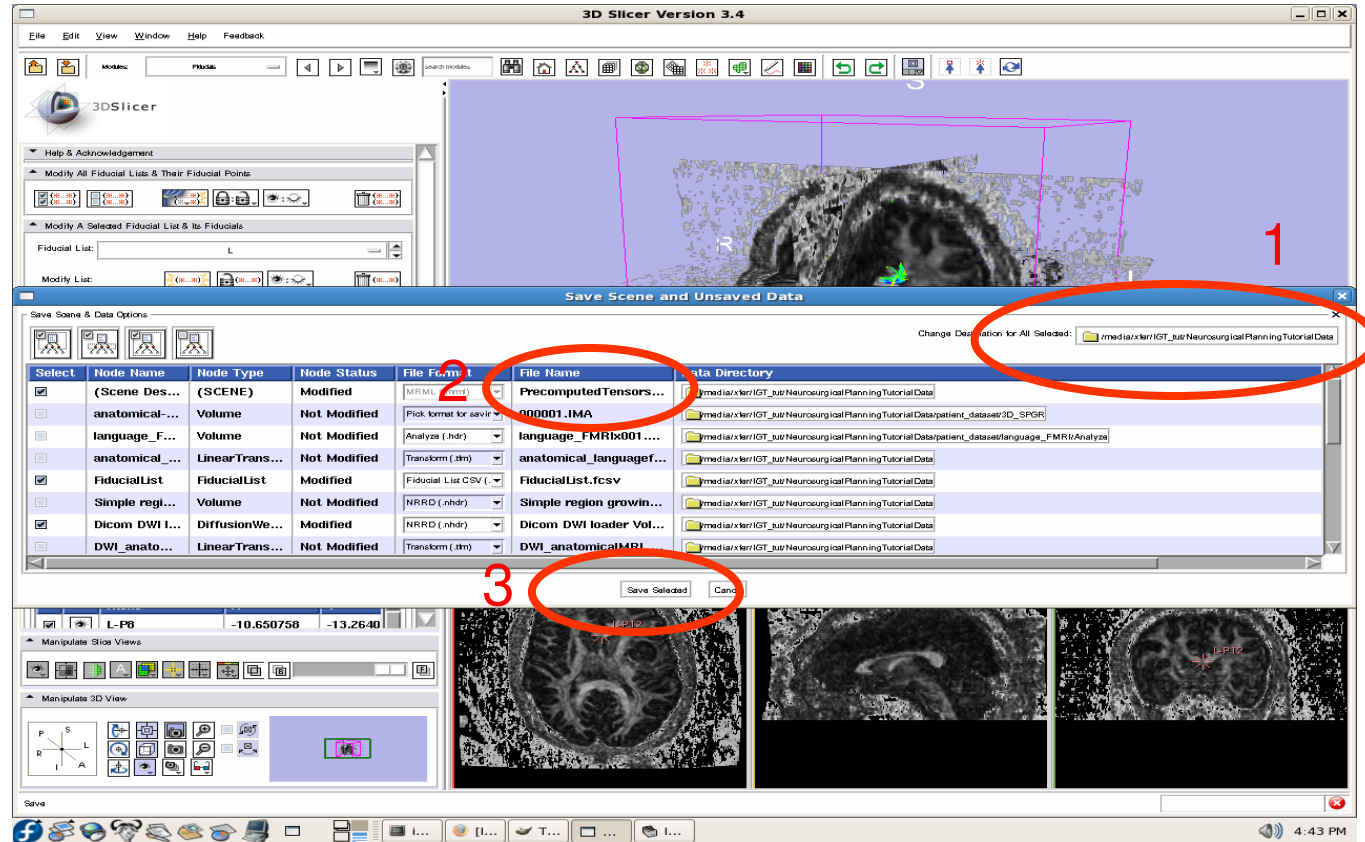 3D Slicer Version 3.4
File Edit View Window Help Feedback
Modules: Fiducials search modules
3DSlicer
Help & Acknowledgement
Modify All Fiducial Lists & Their Fiducial Points
Modify A Selected Fiducial List & Its Fiducials
Fiducial List: L
Modify List:
S
R
L
1
Save Scene and Unsaved Data
Save Scene & Data Options
Change Destination for All Selected: /media/xfer/IGT_tut/NeurosurgicalPlanningTutorialData
2
Select Node Name Node Type Node Status File Format File Name Data Directory
(Scene Des... (SCENE) Modified MRML (.mrml) PrecomputedTensors... /media/xfer/IGT_tut/NeurosurgicalPlanningTutorialData
anatomical-... Volume Not Modified Pick format for savin 000001.IMA /media/xfer/IGT_tut/NeurosurgicalPlanningTutorialData/patient_dataset/3D_SPGR
language_F... Volume Not Modified Analyze (.hdr) language_FMRIx001.... /media/xfer/IGT_tut/NeurosurgicalPlanningTutorialData/patient_dataset/language_FMRI/Analyze
anatomical_... LinearTrans... Not Modified Transform (.tfm) anatomical_languagef... /media/xfer/IGT_tut/NeurosurgicalPlanningTutorialData
FiducialList FiducialList Modified Fiducial List CSV (. FiducialList.fcsv /media/xfer/IGT_tut/NeurosurgicalPlanningTutorialData
Simple regi... Volume Not Modified NRRD (.nhdr) Simple region growin... /media/xfer/IGT_tut/NeurosurgicalPlanningTutorialData
Dicom DWI l... DiffusionWe... Modified NRRD (.nhdr) Dicom DWI loader Vol... /media/xfer/IGT_tut/NeurosurgicalPlanningTutorialData
DWI_anato... LinearTrans... Not Modified Transform (.tfm) DWI_anatomicalMRI_... /media/xfer/IGT_tut/NeurosurgicalPlanningTutorialData
3
Save Selected Cancel
L-P8 -10.650758 -13.2640
Manipulate Slice Views
Manipulate 3D View
P S
R L
I A
L-P12
L-P12
Save
i... [I... T... ... I...
4:43 PM